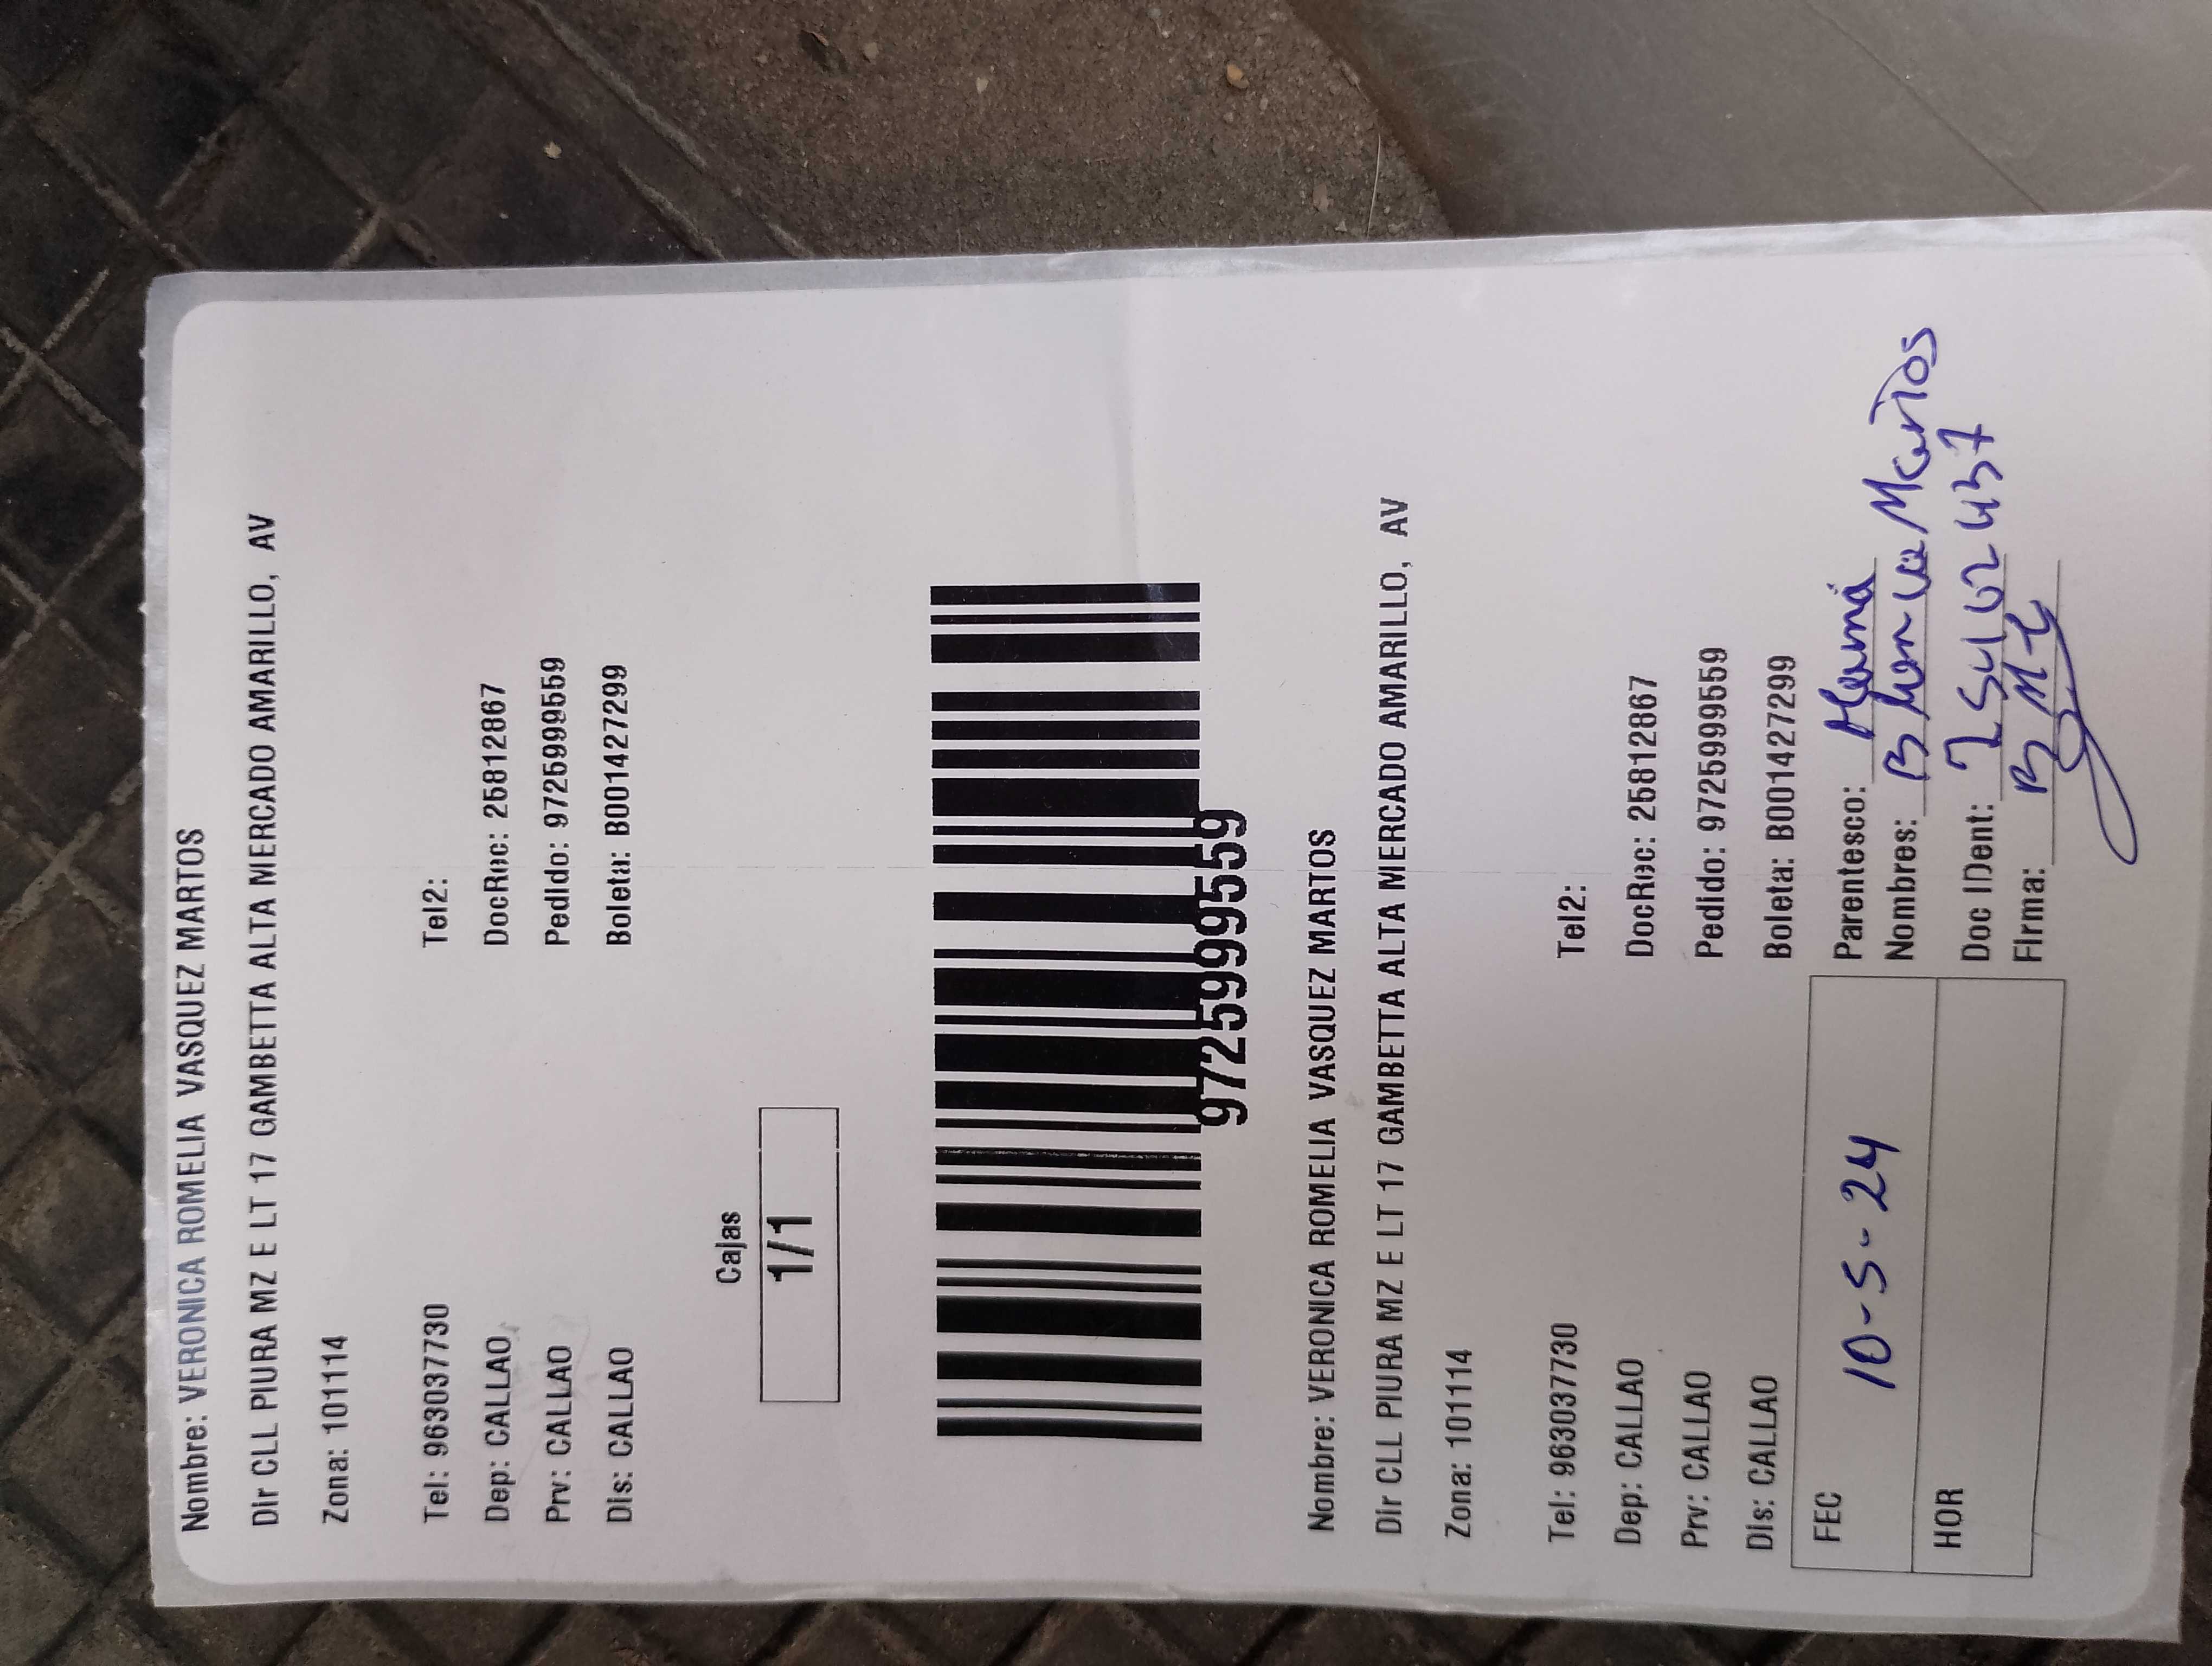 Nombre: VERONICA ROMELIA VASQUEZ MARTOS
Dir CLL PIURA MZ E LT 17 GAMBETTA ALTA MERCADO AMARILLO, AV
Zona: 101114
Tel: 963037730 Tel2:
Dep: CALLAO DocRec: 25812867
Prv: CALLAO Pedido: 97259999559
Dis: CALLAO Boleta: B001427299
Cajas
1/1
97259999559
Nombre: VERONICA ROMELIA VASQUEZ MARTOS
Dir CLL PIURA MZ E LT 17 GAMBETTA ALTA MERCADO AMARILLO, AV
Zona: 101114
Tel: 963037730 Tel2:
Dep: CALLAO DocRec: 25812867
Prv: CALLAO Pedido: 97259999559
Dis: CALLAO Boleta: B001427299
FEC 10-5-24 Parentesco: Mamá
Nombres: Martos
HOR Doc IDent:
Firma: